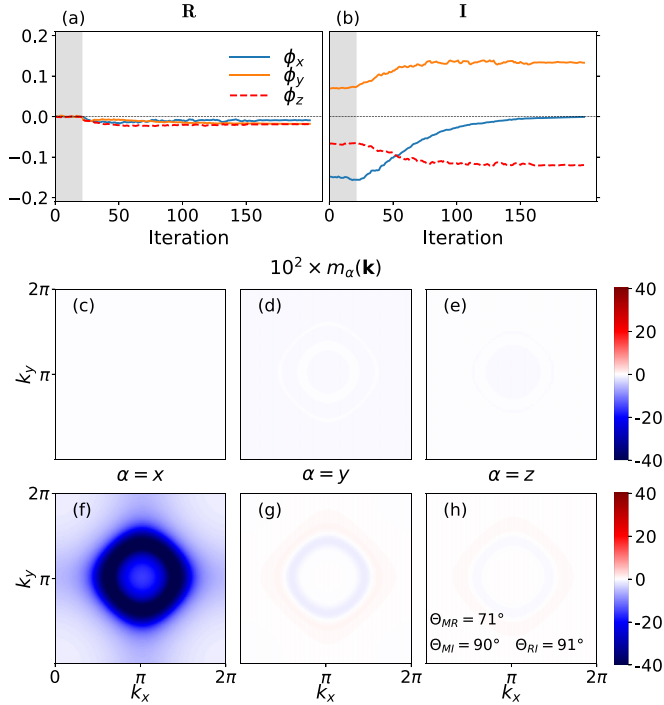 R I
(a) (b)
0.2
0.1
0.0
−0.1
−0.2
ϕx
ϕy
ϕz
0 50 100 150 0 50 100 150 200
Iteration Iteration
10² × mα(k)
(c) (d) (e)
2π
π
ky
40
20
0
−20
−40
α = x α = y α = z
(f) (g) (h)
2π
π
ky
40
20
0
−20
−40
ΘMR = 71°
ΘMI = 90° ΘRI = 91°
0 π 2π π π 2π
kx kx kx